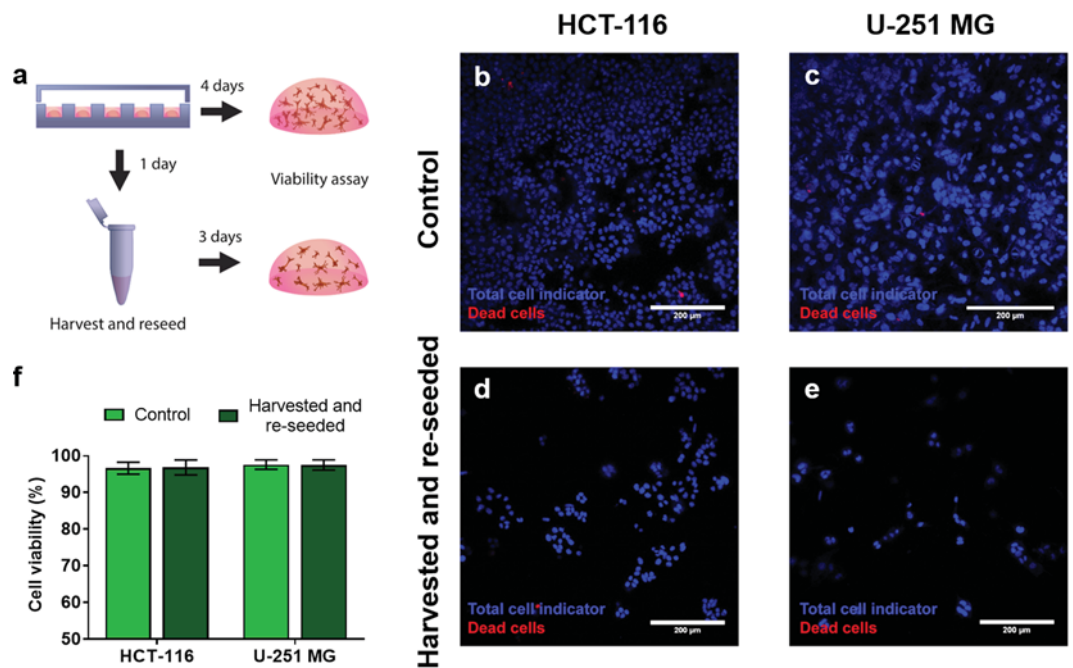 HCT-116
U-251 MG
a
4 days
1 day
Viability assay
3 days
Harvest and reseed
Control
b
Total cell indicator
Dead cells
200 µm
c
Total cell indicator
Dead cells
200 µm
Harvested and re-seeded
d
Total cell indicator
Dead cells
200 µm
e
Total cell indicator
Dead cells
200 µm
f
Control
Harvested and
re-seeded
Cell viability (%)
100
90
80
70
60
50
HCT-116
U-251 MG